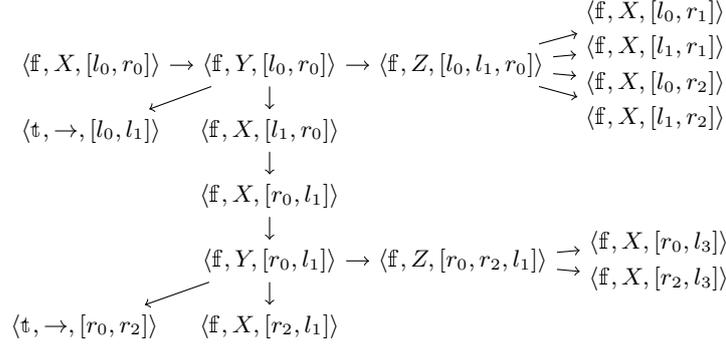 ⟨𝕗, X, [l₀, r₁]⟩
⟨𝕗, X, [l₀, r₀]⟩ → ⟨𝕗, Y, [l₀, r₀]⟩ → ⟨𝕗, Z, [l₀, l₁, r₀]⟩ ⟨𝕗, X, [l₁, r₁]⟩
⟨𝕗, X, [l₀, r₂]⟩
⟨𝕥, →, [l₀, l₁]⟩ ⟨𝕗, X, [l₁, r₀]⟩ ⟨𝕗, X, [l₁, r₂]⟩
⟨𝕗, X, [r₀, l₁]⟩
⟨𝕗, Y, [r₀, l₁]⟩ → ⟨𝕗, Z, [r₀, r₂, l₁]⟩ ⟨𝕗, X, [r₀, l₃]⟩
⟨𝕗, X, [r₂, l₃]⟩
⟨𝕥, →, [r₀, r₂]⟩ ⟨𝕗, X, [r₂, l₁]⟩